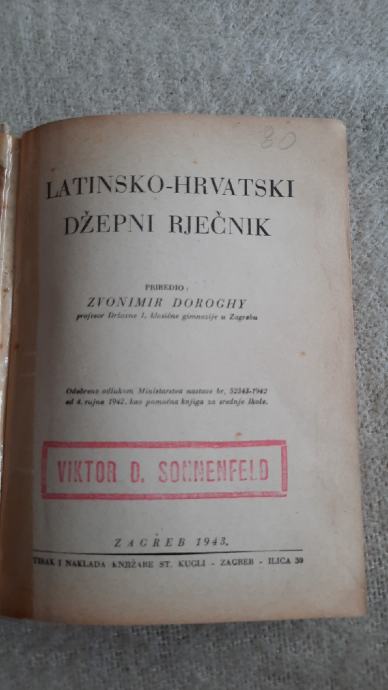 30
LATINSKO-HRVATSKI
DŽEPNI RJEČNIK
PRIREDIO:
ZVONIMIR DOROGHY
profesor Državne I. klasične gimnazije u Zagrebu
Odobreno odlukom Ministarstva nastave br. 52343-1942
od 4. rujna 1942. kao pomoćna knjiga za srednje škole.
VIKTOR D. SONNENFELD
ZAGREB 1943.
TISAK I NAKLADA KNJIŽARE ST. KUGLI - ZAGREB - ILICA 30